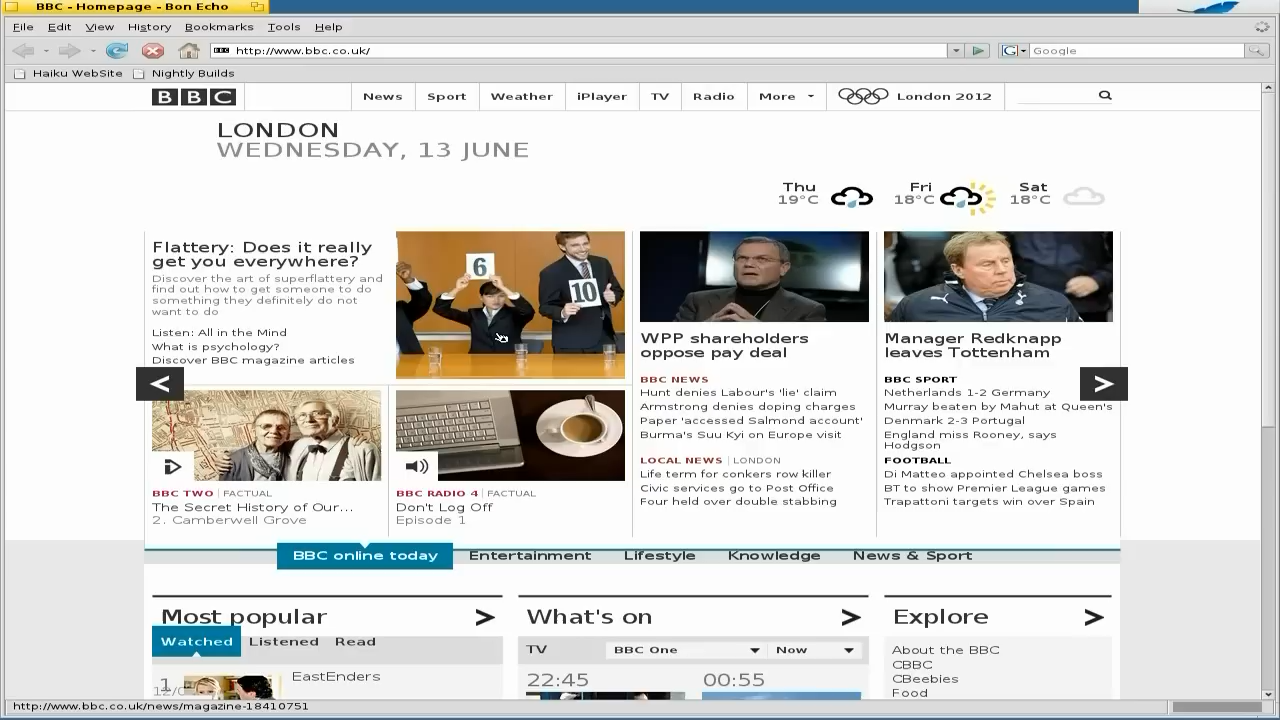 BBC - Homepage - Bon Echo
File Edit View History Bookmarks Tools Help
BBC http://www.bbc.co.uk/
G Google
Haiku WebSite Nightly Builds
BBC News Sport Weather iPlayer TV Radio More London 2012
LONDON
WEDNESDAY, 13 JUNE
Thu
19°C
Fri
18°C
Sat
18°C
Flattery: Does it really
get you everywhere?
Discover the art of superflattery and
find out how to get someone to do
something they definitely do not
want to do
Listen: All in the Mind
What is psychology?
Discover BBC magazine articles
6
10
<
BBC TWO | FACTUAL
The Secret History of Our...
2. Camberwell Grove
BBC RADIO 4 | FACTUAL
Don't Log Off
Episode 1
WPP shareholders
oppose pay deal
BBC NEWS
Hunt denies Labour's 'lie' claim
Armstrong denies doping charges
Paper 'accessed Salmond account'
Burma's Suu Kyi on Europe visit
LOCAL NEWS | LONDON
Life term for conkers row killer
Civic services go to Post Office
Four held over double stabbing
Manager Redknapp
leaves Tottenham
>
BBC SPORT
Netherlands 1-2 Germany
Murray beaten by Mahut at Queen's
Denmark 2-3 Portugal
England miss Rooney, says
Hodgson
FOOTBALL
Di Matteo appointed Chelsea boss
BT to show Premier League games
Trapattoni targets win over Spain
BBC online today Entertainment Lifestyle Knowledge News & Sport
Most popular >
Watched Listened Read
1 EastEnders
12/0
What's on >
TV BBC One Now
22:45 00:55
Explore >
About the BBC
CBBC
CBeebies
Food
http://www.bbc.co.uk/news/magazine-18410751